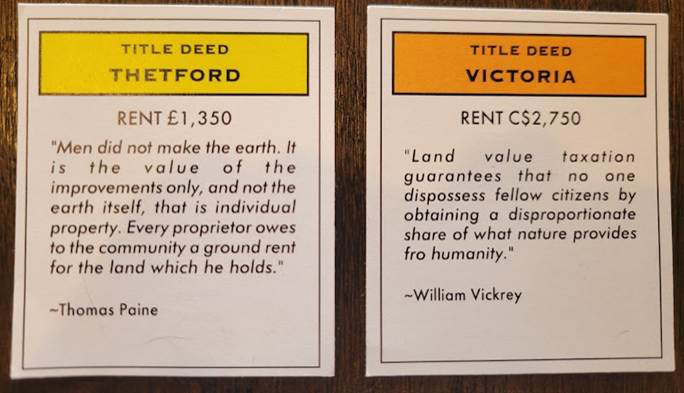 TITLE DEED
THETFORD
RENT £1,350
"Men did not make the earth. It
is the value of the
improvements only, and not the
earth itself, that is individual
property. Every proprietor owes
to the community a ground rent
for the land which he holds."
~Thomas Paine
TITLE DEED
VICTORIA
RENT C$2,750
"Land value taxation
guarantees that no one
dispossess fellow citizens by
obtaining a disproportionate
share of what nature provides
fro humanity."
~William Vickrey